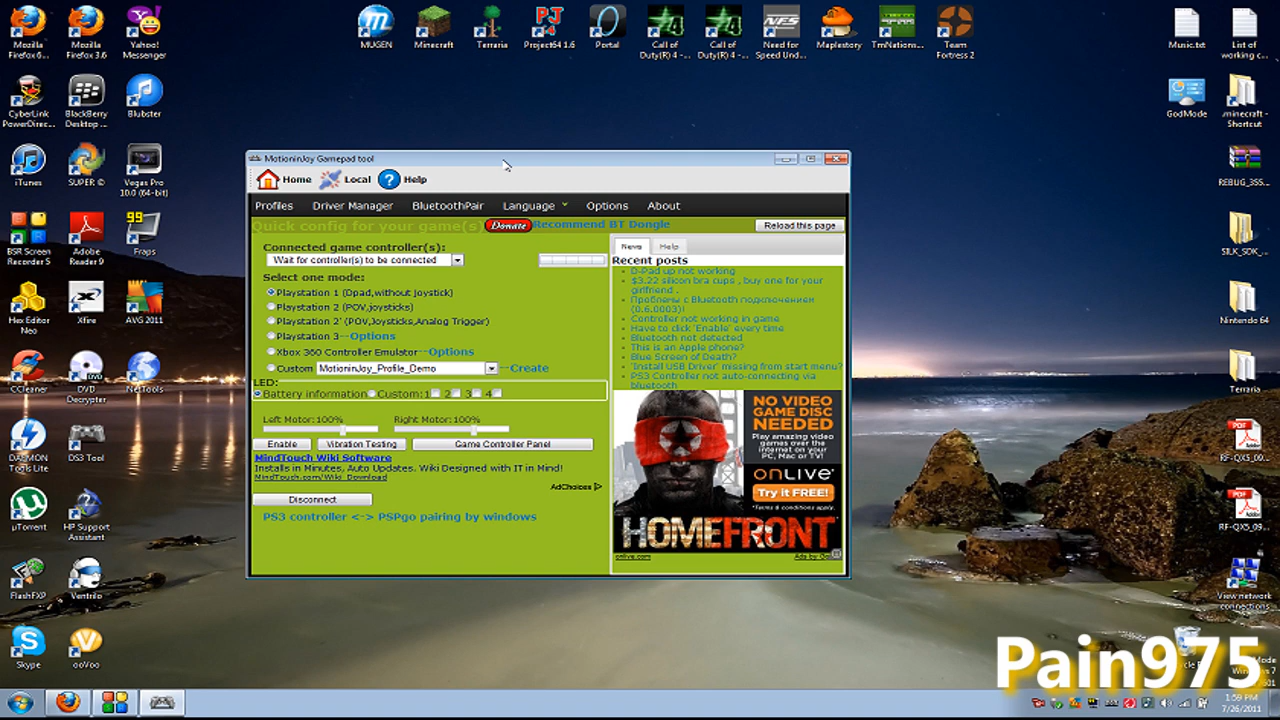 Mozilla Firefox 6...
Mozilla Firefox 3.6
Yahoo! Messenger
MUGEN
Minecraft
Terraria
Project64 1.6
Portal
Call of Duty(R) 4 -...
Call of Duty(R) 4 -...
Need for Speed Und...
Maplestory
TmNations...
Team Fortress 2
Music.txt
List of working c...
CyberLink PowerDirec...
BlackBerry Desktop ...
Blubster
GodMode
.minecraft - Shortcut
iTunes
SUPER ©
Vegas Pro 10.0 (64-bit)
REBUG_3.55...
BSR Screen Recorder 5
Adobe Reader 9
99
Fraps
SILK_SDK_...
Hex Editor Neo
Xfire
AVG 2011
Nintendo 64
CCleaner
DVD Decrypter
NetTools
Terraria
DAEMON Tools Lite
DS3 Tool
PDF
RF-QX5_09...
µTorrent
HP Support Assistant
PDF
RF-QX5_09...
FlashFXP
Ventrilo
View network connections
Skype
ooVoo
MotioninJoy Gamepad tool
Home
Local
Help
Profiles
Driver Manager
BluetoothPair
Language
Options
About
Quick config for your game(s)
Donate
Recommend BT Dongle
Reload this page
Connected game controller(s):
Wait for controller(s) to be connected
Select one mode:
Playstation 1 (Dpad,without joystick)
Playstation 2 (POV,joysticks)
Playstation 2' (POV,Joysticks,Analog Trigger)
Playstation 3--Options
Xbox 360 Controller Emulator--Options
Custom MotioninJoy_Profile_Demo --Create
LED:
Battery information Custom: 1 2 3 4
Left Motor:100% Right Motor:100%
Enable
Vibration Testing
Game Controller Panel
MindTouch Wiki Software
Installs in Minutes, Auto Updates. Wiki Designed with IT in Mind!
MindTouch.com/Wiki_Download
AdChoices
Disconnect
PS3 controller <-> PSPgo pairing by windows
News
Help
Recent posts
D-Pad up not working
$3.22 silicon bra cups , buy one for your
girlfriend .
Проблемы с Bluetooth подключением
(0.6.0003)!
Controller not working in game
Have to click 'Enable' every time
Bluetooth not detected
This is an Apple phone?
Blue Screen of Death?
'Install USB Driver' missing from start menu?
PS3 Controller not auto-connecting via
bluetooth
NO VIDEO
GAME DISC
NEEDED
Play amazing video
games over the
internet on your
PC, Mac or TV!
ONLIVE
Try it FREE!
*Terms & conditions apply.
HOMEFRONT
onlive.com
Pain975
1:59 PM
7/26/2011